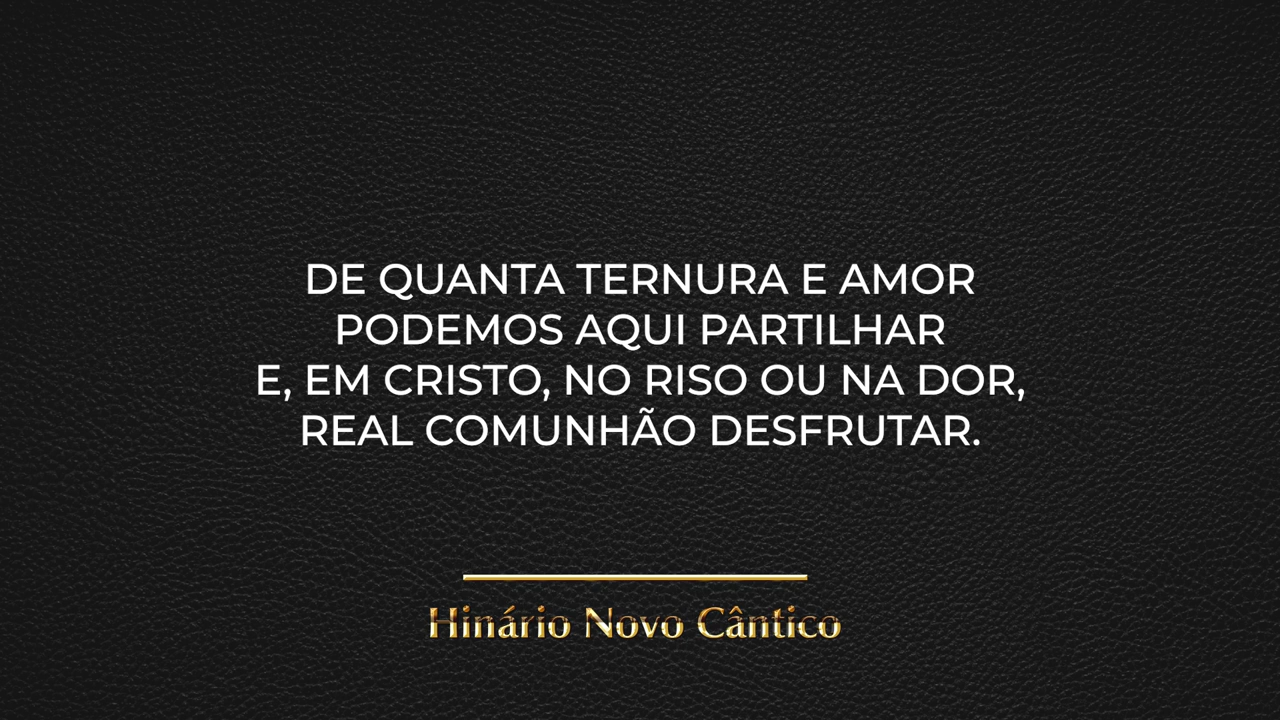 DE QUANTA TERNURA E AMOR
PODEMOS AQUI PARTILHAR
E, EM CRISTO, NO RISO OU NA DOR,
REAL COMUNHÃO DESFRUTAR.
Hinário Novo Cântico